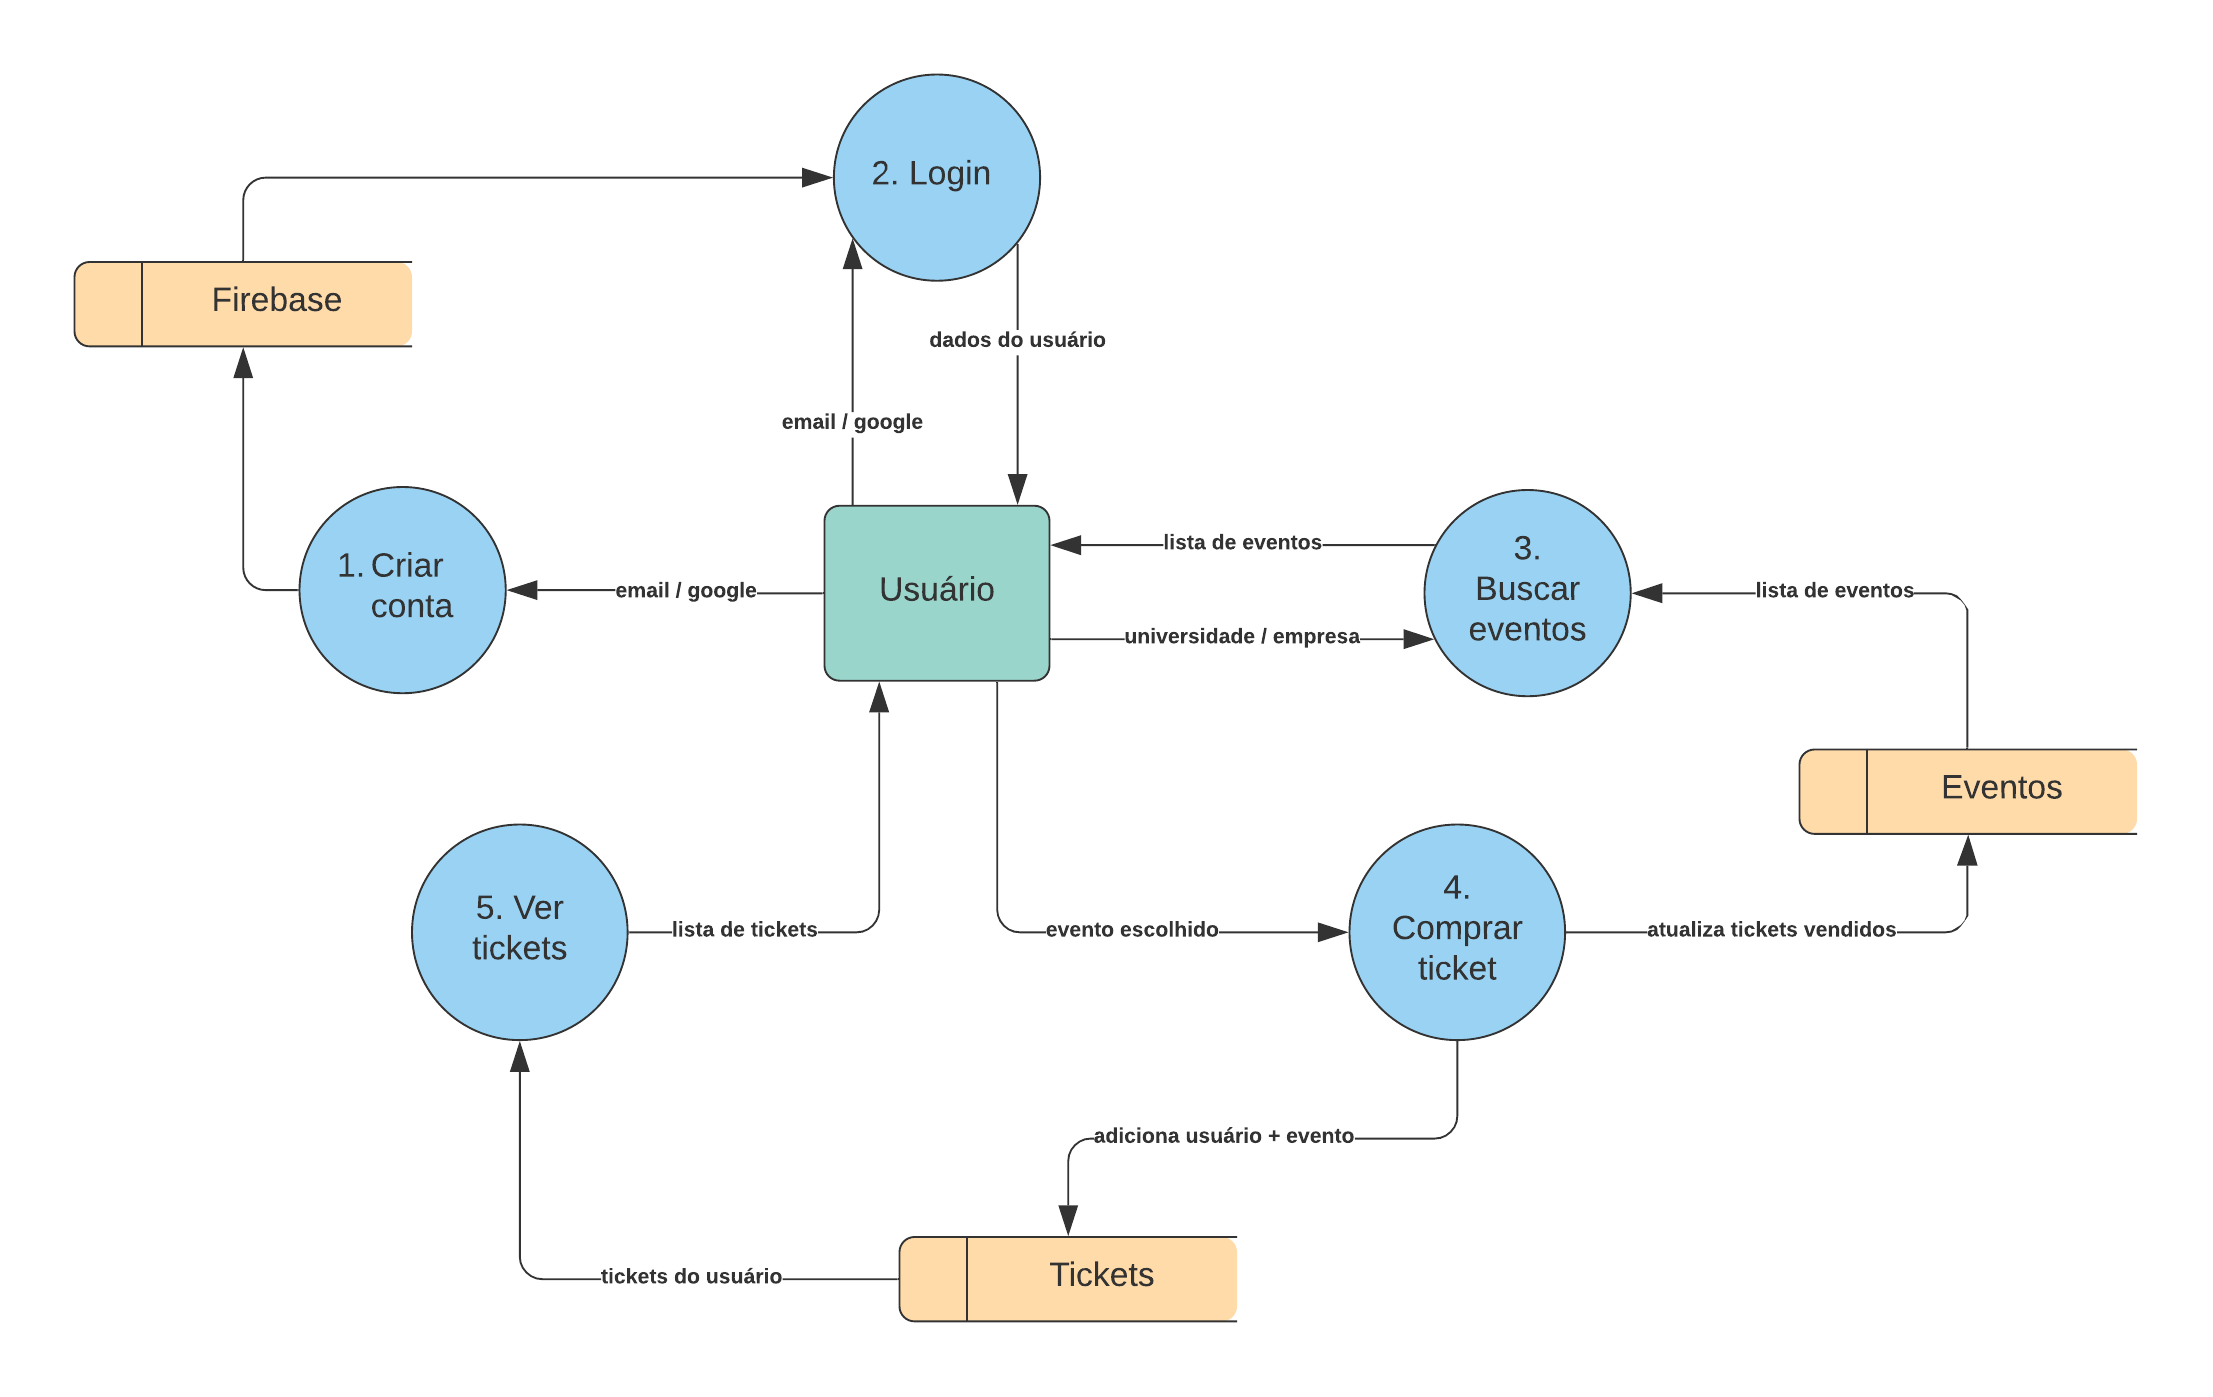 2. Login
Firebase
dados do usuário
email / google
1. Criar
conta
email / google
Usuário
lista de eventos
universidade / empresa
3.
Buscar
eventos
lista de eventos
Eventos
5. Ver
tickets
lista de tickets
evento escolhido
4.
Comprar
ticket
atualiza tickets vendidos
adiciona usuário + evento
tickets do usuário
Tickets